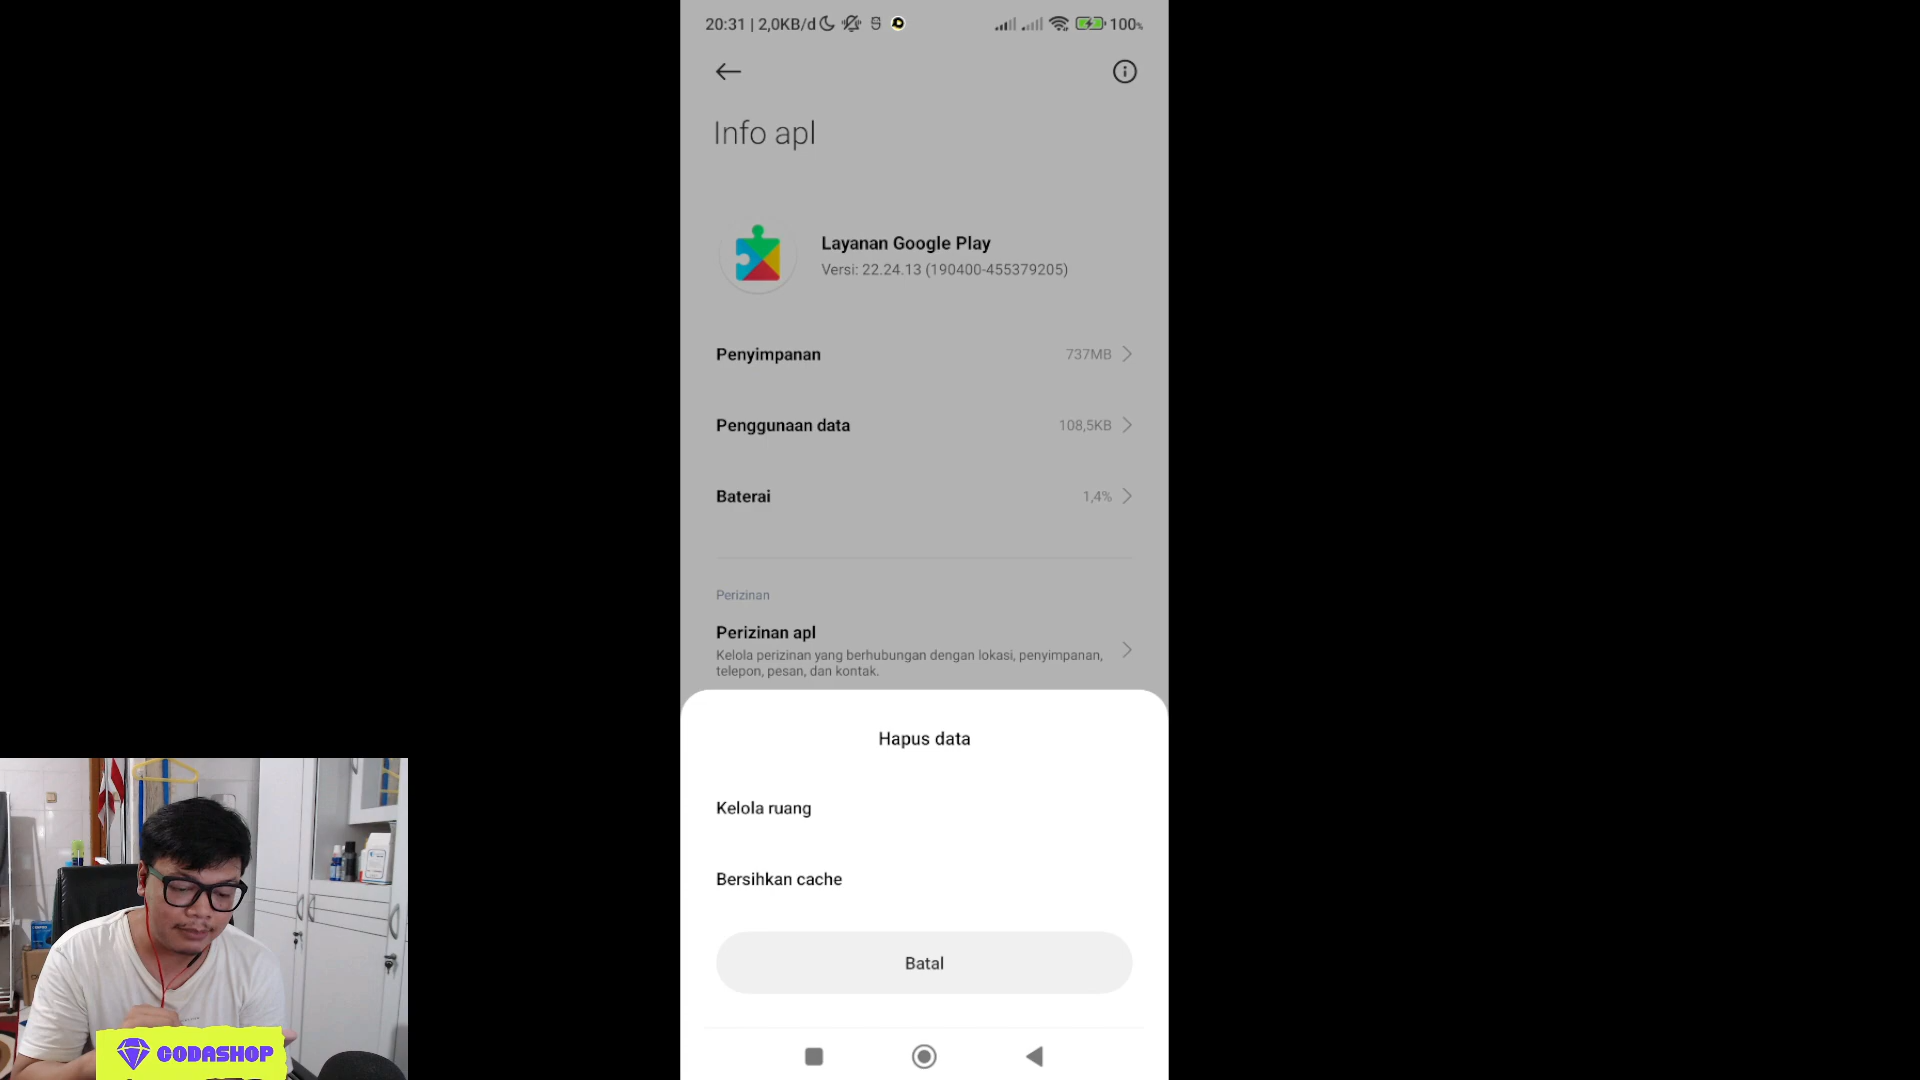 20:31 | 2,0KB/d
100%
Info apl
Layanan Google Play
Versi: 22.24.13 (190400-455379205)
Penyimpanan
737MB
Penggunaan data
108,5KB
Baterai
1,4%
Perizinan
Perizinan apl
Kelola perizinan yang berhubungan dengan lokasi, penyimpanan,
telepon, pesan, dan kontak.
Hapus data
Kelola ruang
Bersihkan cache
Batal
CODASHOP